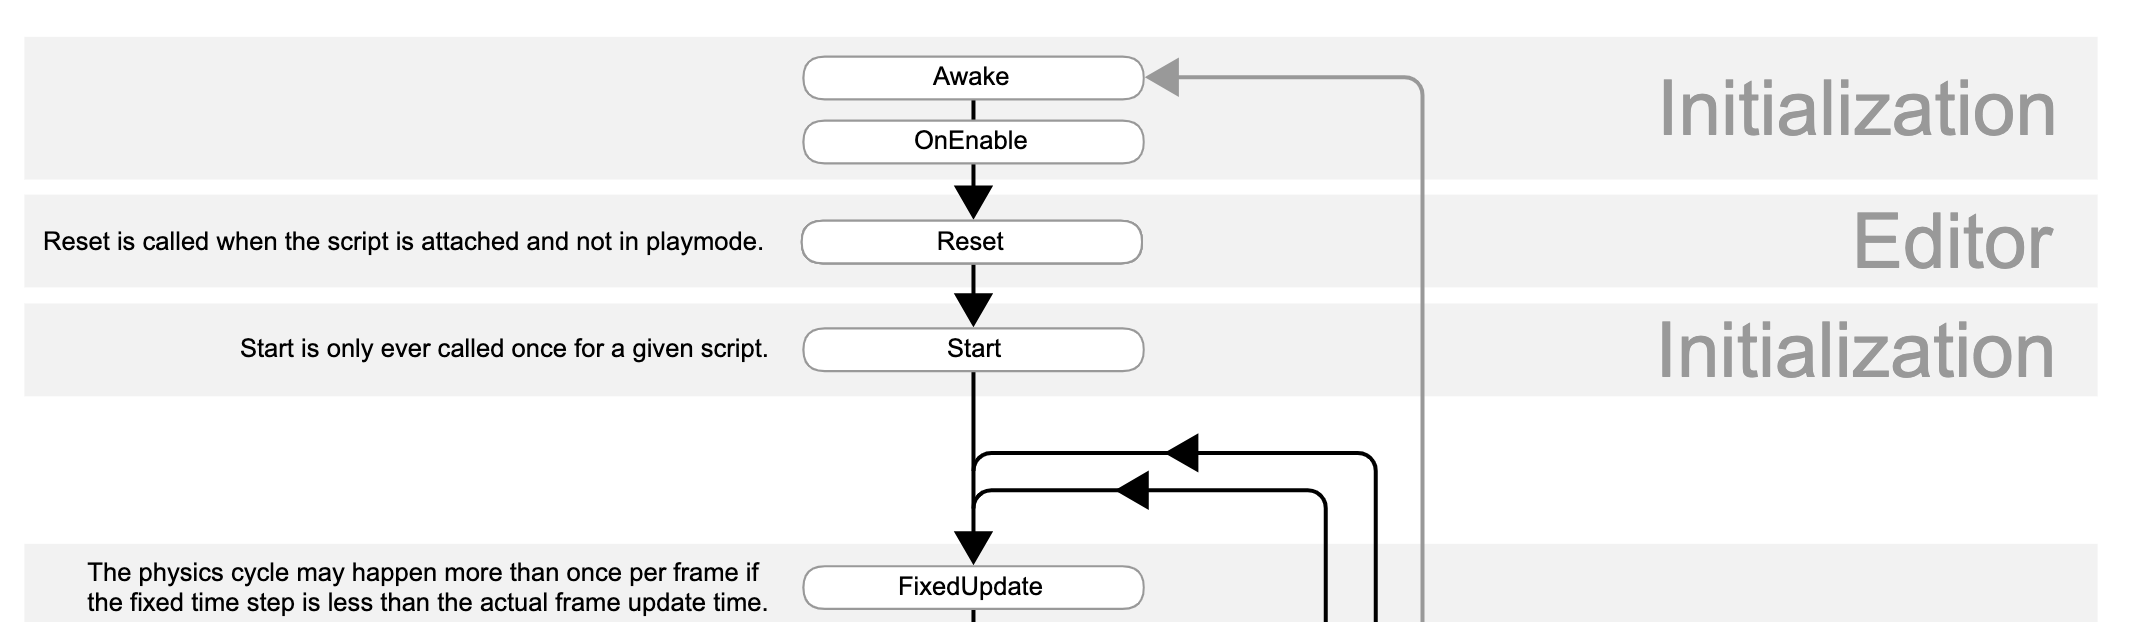 Awake
Initialization
OnEnable
Reset is called when the script is attached and not in playmode.
Reset
Editor
Start is only ever called once for a given script.
Start
Initialization
The physics cycle may happen more than once per frame if
the fixed time step is less than the actual frame update time.
FixedUpdate